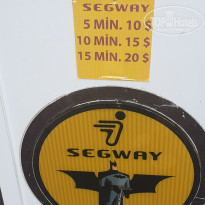 SEGWAY
5 MİN. 10 $
10 MİN. 15 $
15 MİN. 20 $
SEGWAY